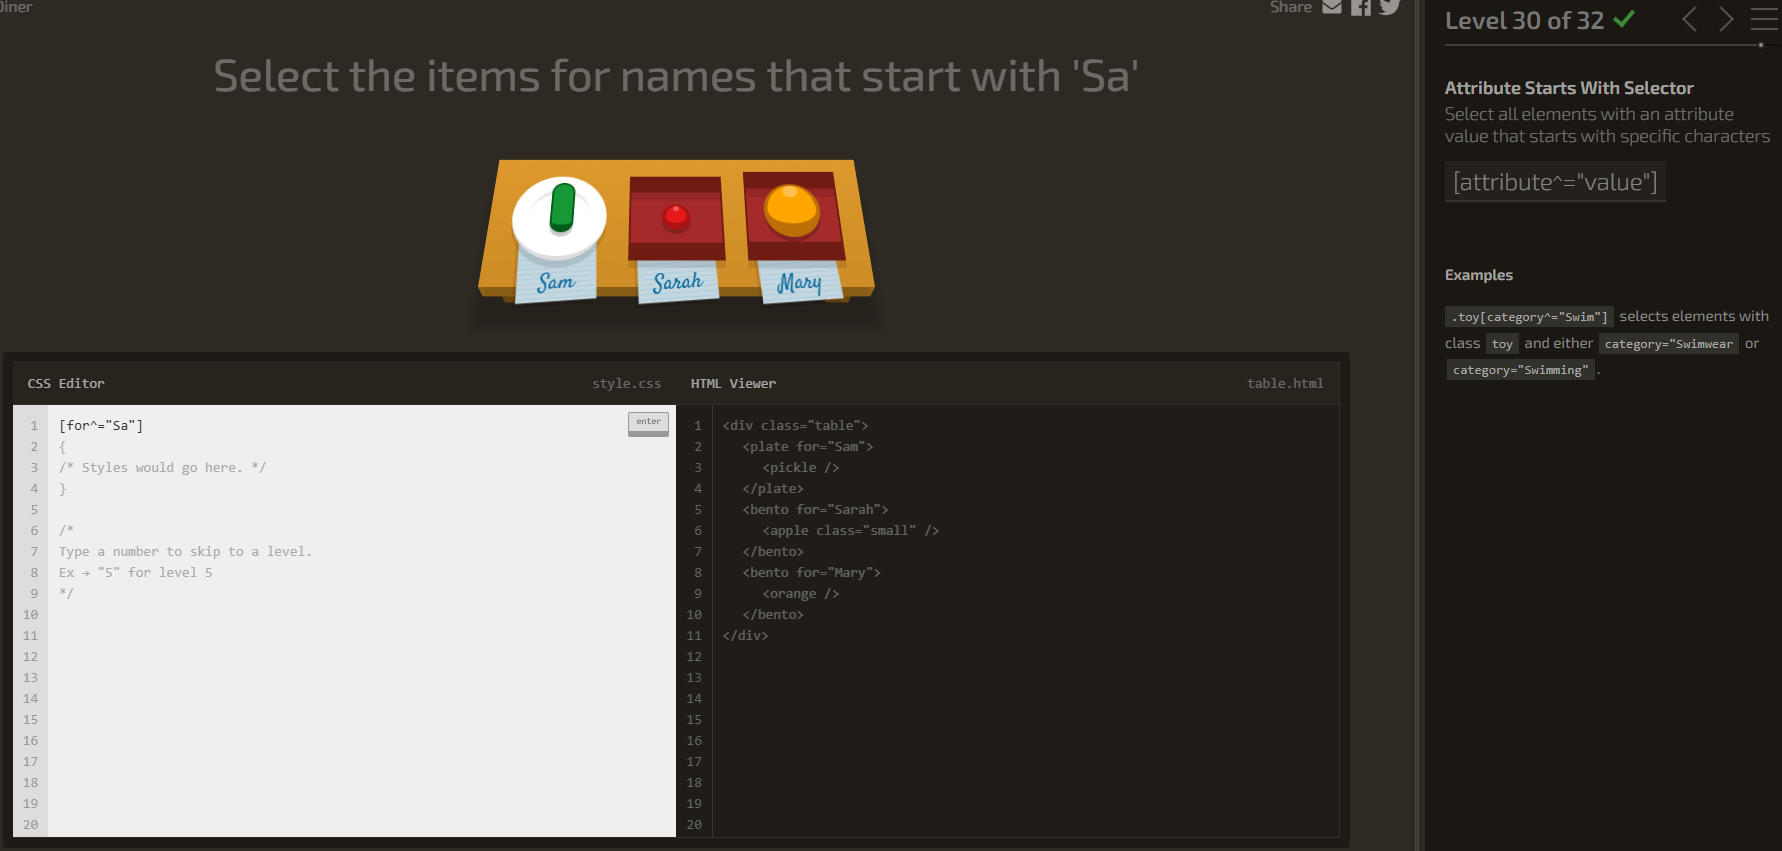 Diner
Share
Select the items for names that start with 'Sa'
Sam
Sarah
Mary
CSS Editor
style.css
1 [for^="Sa"]
enter
2 {
3 /* Styles would go here. */
4 }
5
6 /*
7 Type a number to skip to a level.
8 Ex → "5" for level 5
9 */
10
11
12
13
14
15
16
17
18
19
20
HTML Viewer
table.html
1 <div class="table">
2 <plate for="Sam">
3 <pickle />
4 </plate>
5 <bento for="Sarah">
6 <apple class="small" />
7 </bento>
8 <bento for="Mary">
9 <orange />
10 </bento>
11 </div>
12
13
14
15
16
17
18
19
20
Level 30 of 32
Attribute Starts With Selector
Select all elements with an attribute
value that starts with specific characters
[attribute^="value"]
Examples
.toy[category^="Swim"] selects elements with
class toy and either category="Swimwear or
category="Swimming" .